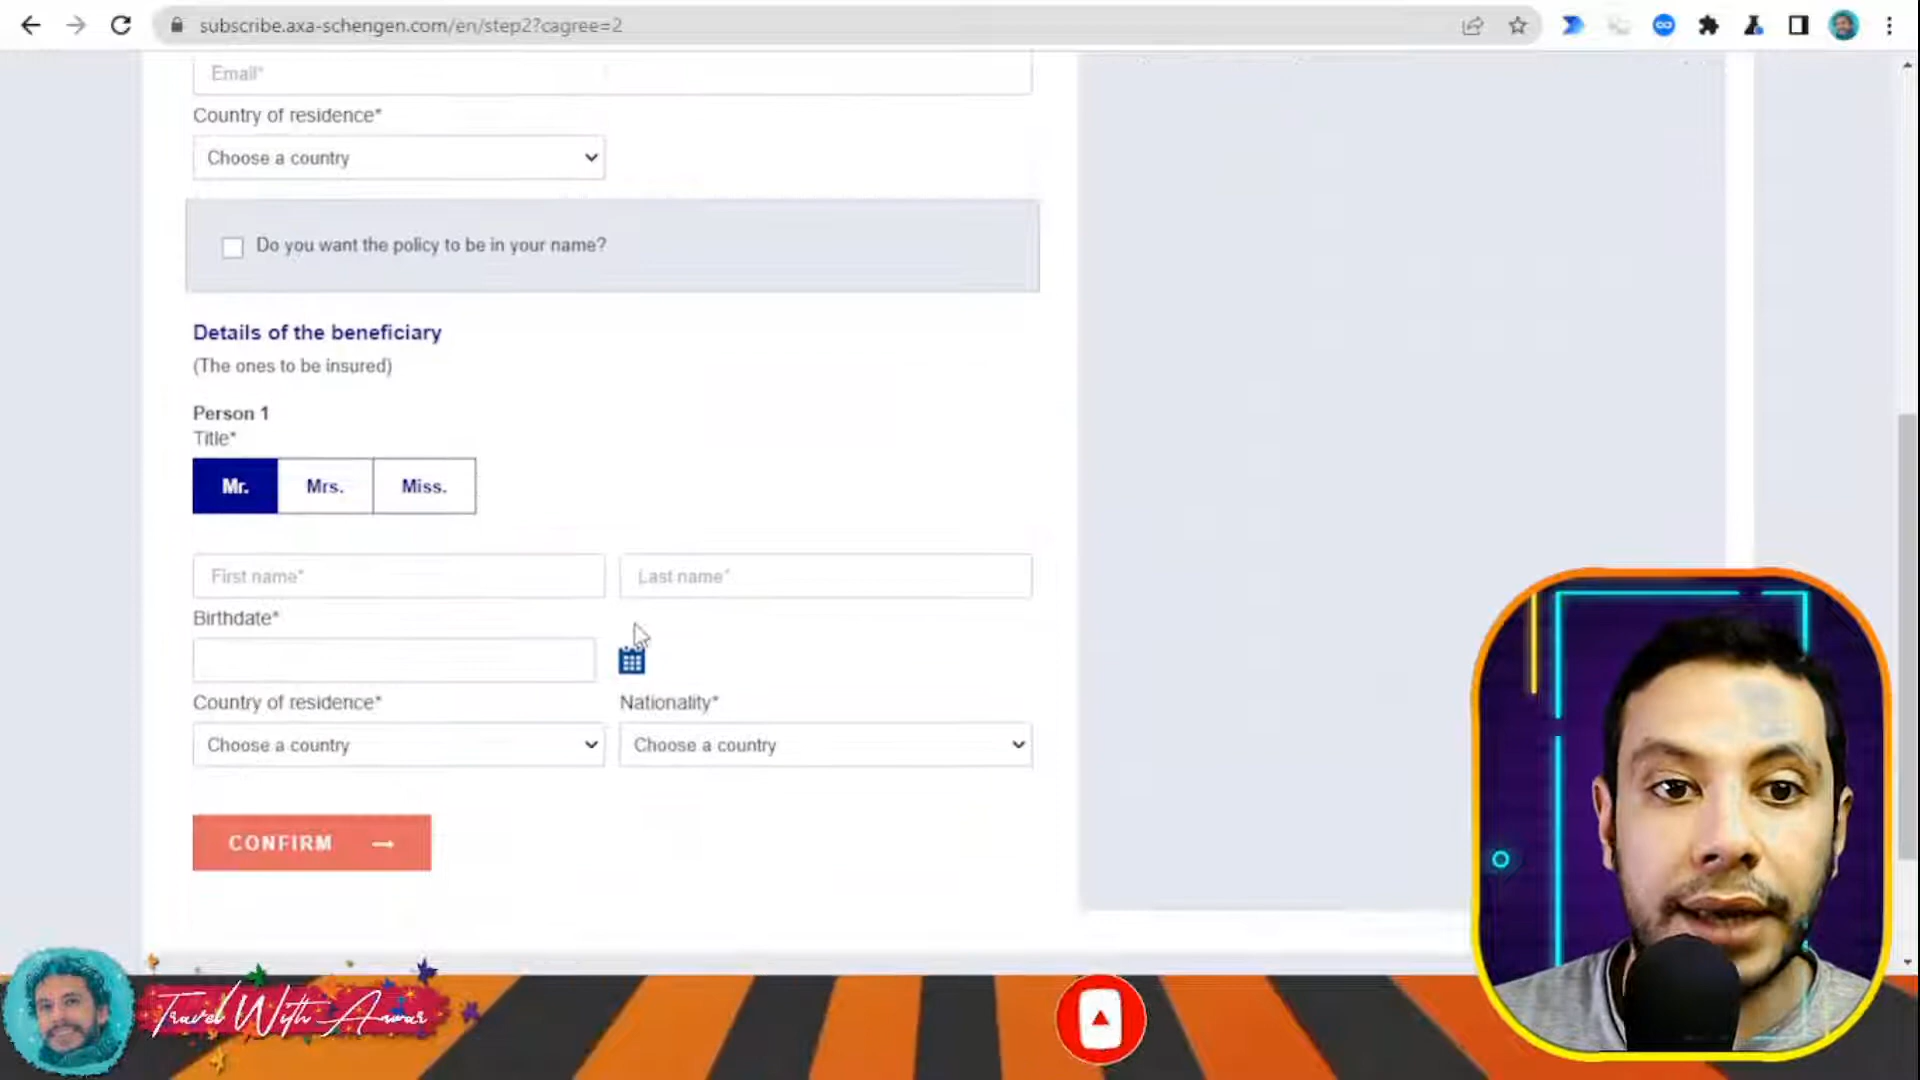 subscribe.axa-schengen.com/en/step2?cagree=2
Email*
Country of residence*
Choose a country
Do you want the policy to be in your name?
Details of the beneficiary
(The ones to be insured)
Person 1
Title*
Mr. Mrs. Miss.
First name* Last name*
Birthdate*
Country of residence* Nationality*
Choose a country Choose a country
CONFIRM
Travel With Anwar